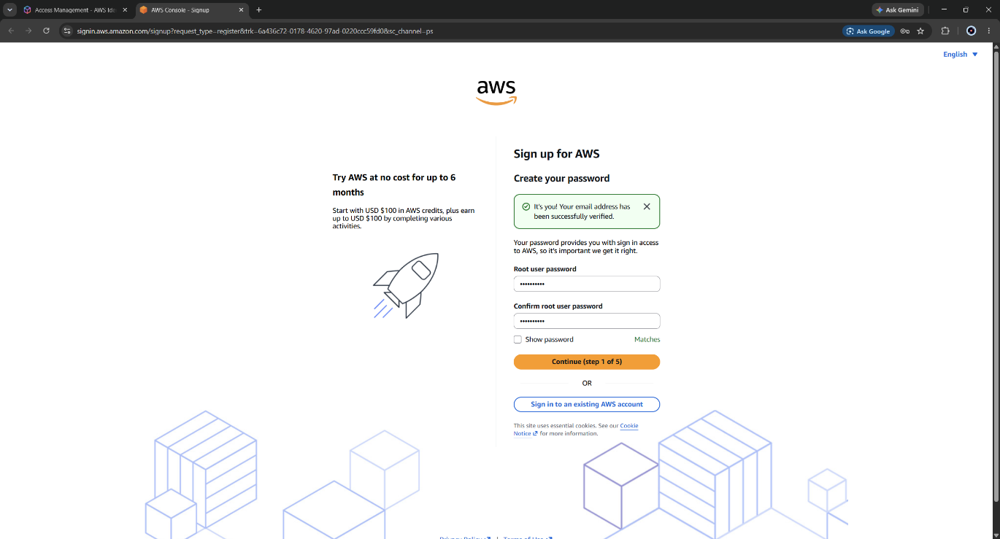 Access Management - AWS Ide
AWS Console - Signup
Ask Gemini
signin.aws.amazon.com/signup?request_type=register&trk=6a436c72-0178-4620-97ad-0220ccc59fd0&sc_channel=ps
Ask Google
English
aws
Try AWS at no cost for up to 6
months
Start with USD $100 in AWS credits, plus earn
up to USD $100 by completing various
activities.
Sign up for AWS
Create your password
It's you! Your email address has
been successfully verified.
Your password provides you with sign in access
to AWS, so it's important we get it right.
Root user password
••••••••••
Confirm root user password
••••••••••
Show password Matches
Continue (step 1 of 5)
OR
Sign in to an existing AWS account
This site uses essential cookies. See our Cookie
Notice for more information.
Privacy Policy | Terms of Use